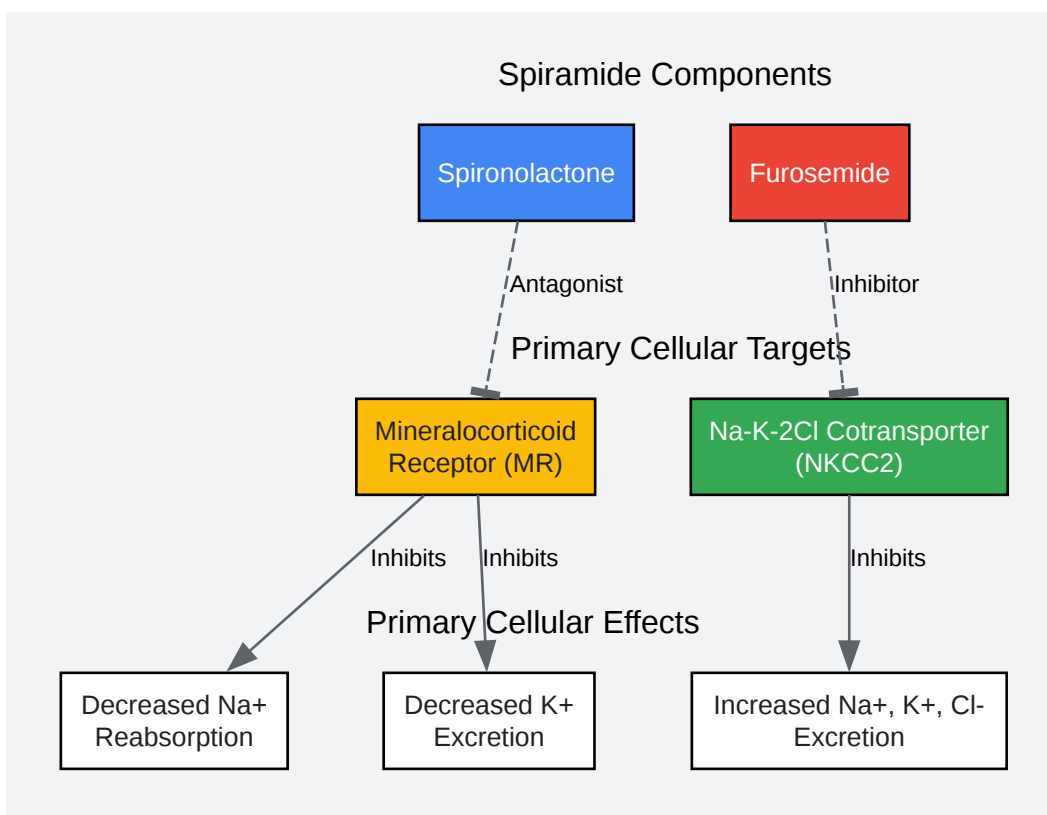 Spiramide Components
Spironolactone
Furosemide
Antagonist
Inhibitor
Primary Cellular Targets
Mineralocorticoid
Receptor (MR)
Na-K-2Cl Cotransporter
(NKCC2)
Inhibits
Inhibits
Inhibits
Primary Cellular Effects
Decreased Na+
Reabsorption
Decreased K+
Excretion
Increased Na+, K+, Cl-
Excretion